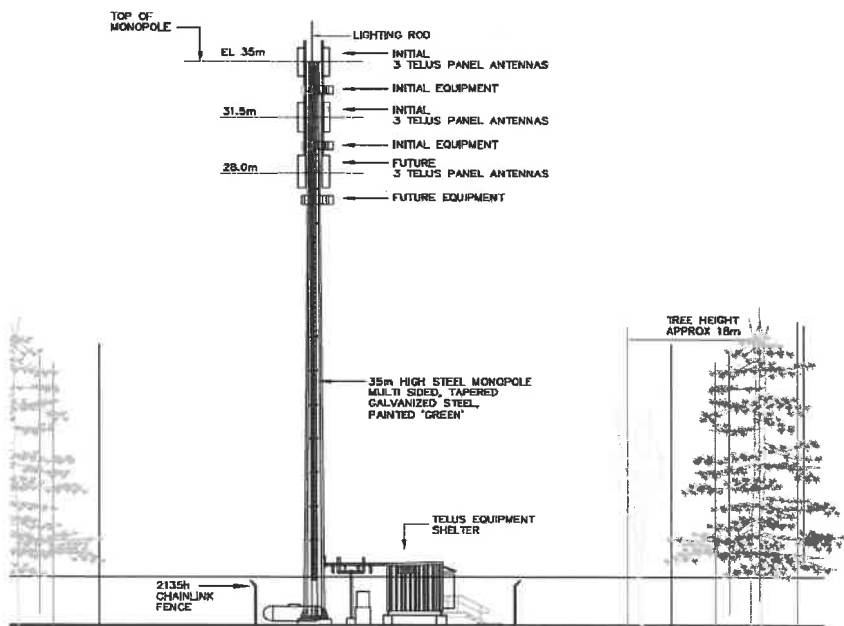 TOP OF
MONOPOLE
LIGHTING ROD
EL 35m
INITIAL
3 TELUS PANEL ANTENNAS
INITIAL EQUIPMENT
31.5m
INITIAL
3 TELUS PANEL ANTENNAS
INITIAL EQUIPMENT
28.0m
FUTURE
3 TELUS PANEL ANTENNAS
FUTURE EQUIPMENT
TREE HEIGHT
APPROX 18m
35m HIGH STEEL MONOPOLE
MULTI SIDED, TAPERED
GALVANIZED STEEL,
PAINTED 'GREEN'
TELUS EQUIPMENT
SHELTER
2135h
CHAINLINK
FENCE